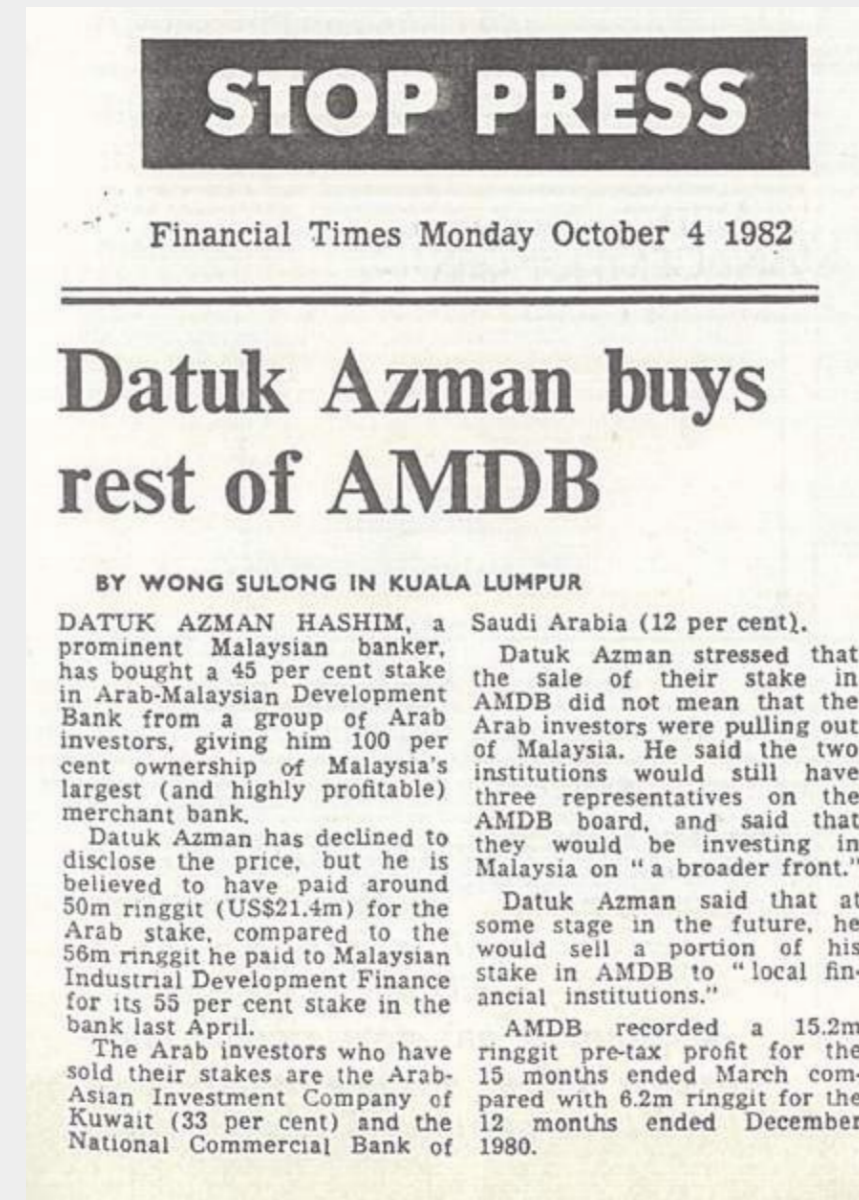 STOP PRESS
Financial Times Monday October 4 1982
Datuk Azman buys
rest of AMDB
BY WONG SULONG IN KUALA LUMPUR
DATUK AZMAN HASHIM, a
prominent Malaysian banker,
has bought a 45 per cent stake
in Arab-Malaysian Development
Bank from a group of Arab
investors, giving him 100 per
cent ownership of Malaysia's
largest (and highly profitable)
merchant bank.
Datuk Azman has declined to
disclose the price, but he is
believed to have paid around
50m ringgit (US$21.4m) for the
Arab stake, compared to the
56m ringgit he paid to Malaysian
Industrial Development Finance
for its 55 per cent stake in the
bank last April.
The Arab investors who have
sold their stakes are the Arab-
Asian Investment Company of
Kuwait (33 per cent) and the
National Commercial Bank of
Saudi Arabia (12 per cent).
Datuk Azman stressed that
the sale of their stake in
AMDB did not mean that the
Arab investors were pulling out
of Malaysia. He said the two
institutions would still have
three representatives on the
AMDB board, and said that
they would be investing in
Malaysia on "a broader front."
Datuk Azman said that at
some stage in the future, he
would sell a portion of his
stake in AMDB to "local fin-
ancial institutions."
AMDB recorded a 15.2m
ringgit pre-tax profit for the
15 months ended March com-
pared with 6.2m ringgit for the
12 months ended December
1980.